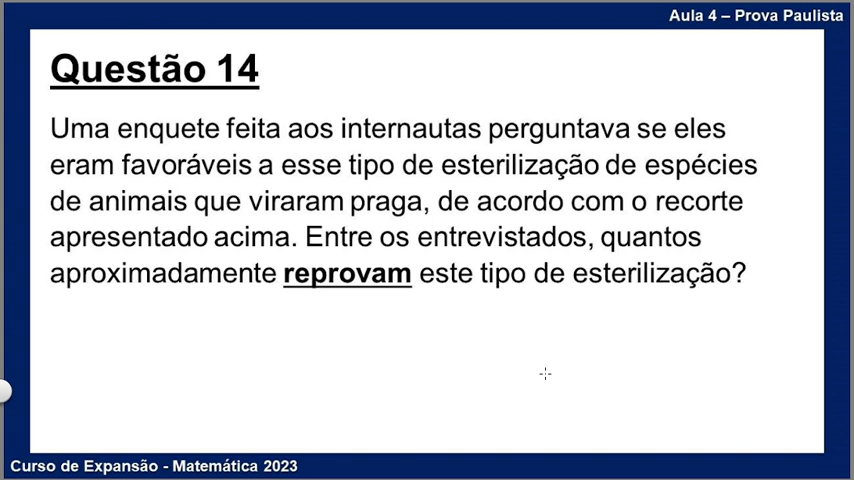 Aula 4 – Prova Paulista
Questão 14
Uma enquete feita aos internautas perguntava se eles
eram favoráveis a esse tipo de esterilização de espécies
de animais que viraram praga, de acordo com o recorte
apresentado acima. Entre os entrevistados, quantos
aproximadamente reprovam este tipo de esterilização?
Curso de Expansão - Matemática 2023